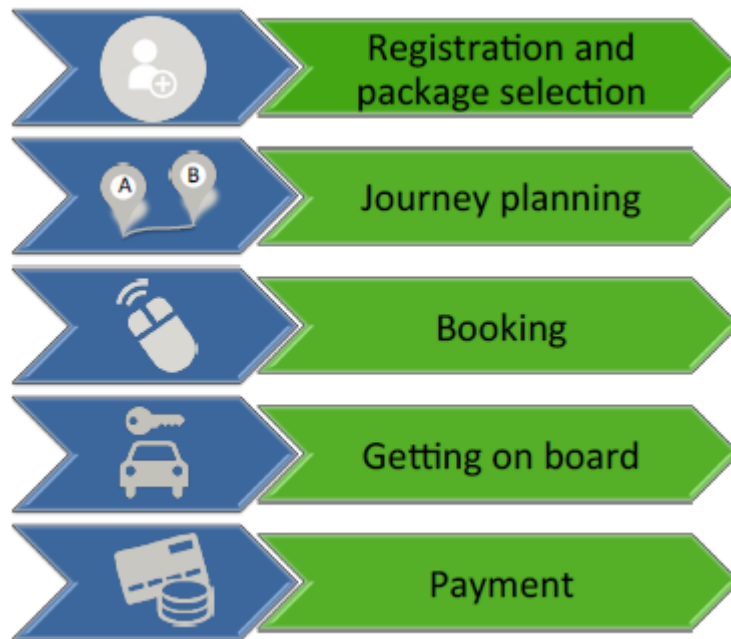 Registration and
package selection
A
B
Journey planning
Booking
Getting on board
Payment